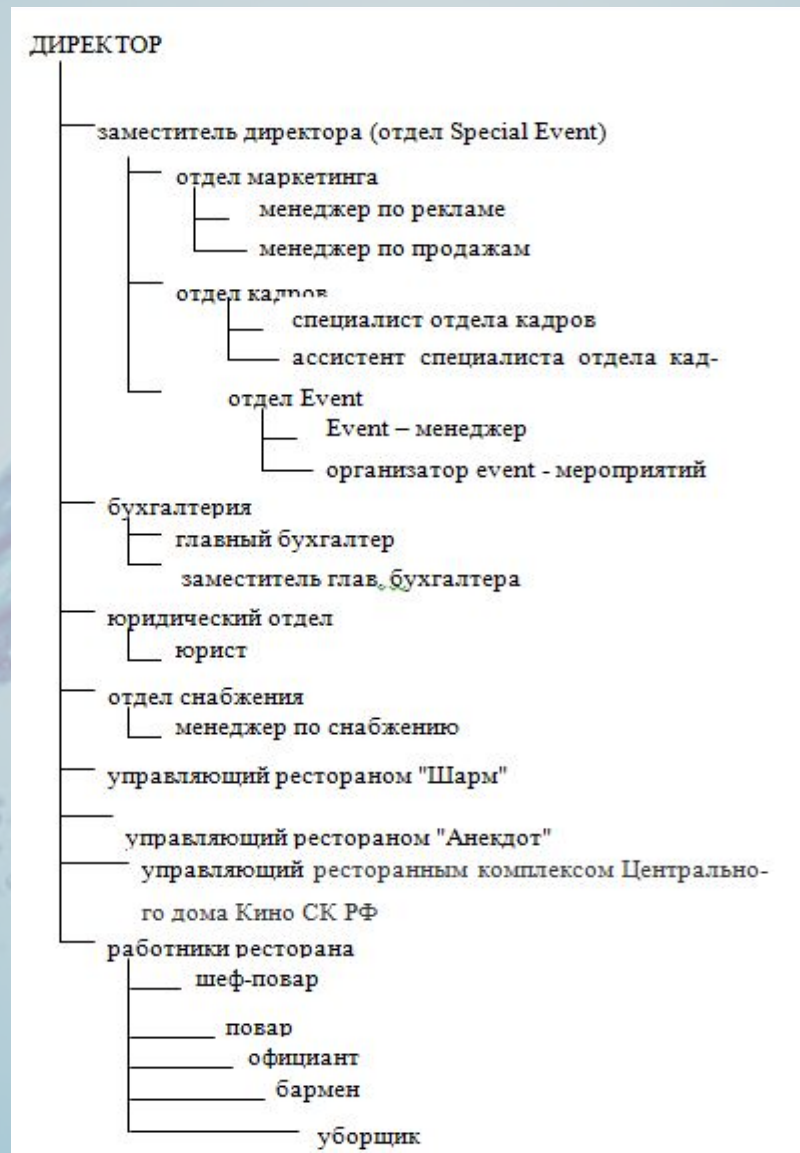 ДИРЕКТОР
заместитель директора (отдел Special Event)
отдел маркетинга
менеджер по рекламе
менеджер по продажам
отдел кадров
специалист отдела кадров
ассистент специалиста отдела кад-
отдел Event
Event – менеджер
организатор event - мероприятий
бухгалтерия
главный бухгалтер
заместитель глав. бухгалтера
юридический отдел
юрист
отдел снабжения
менеджер по снабжению
управляющий рестораном "Шарм"
управляющий рестораном "Анекдот"
управляющий ресторанным комплексом Центрально-
го дома Кино СК РФ
работники ресторана
шеф-повар
повар
официант
бармен
уборщик